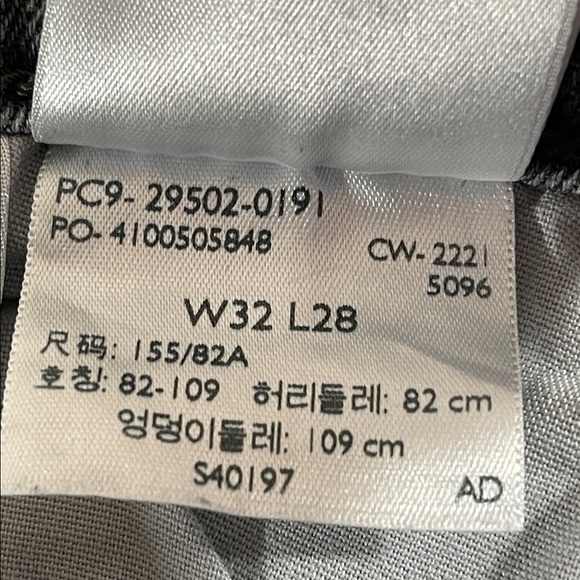 PC9- 29502-0191
PO- 4100505848
CW- 2221
5096
W32 L28
尺码: 155/82A
호칭: 82-109 허리둘레: 82 cm
엉덩이둘레: 109 cm
S40197
AD